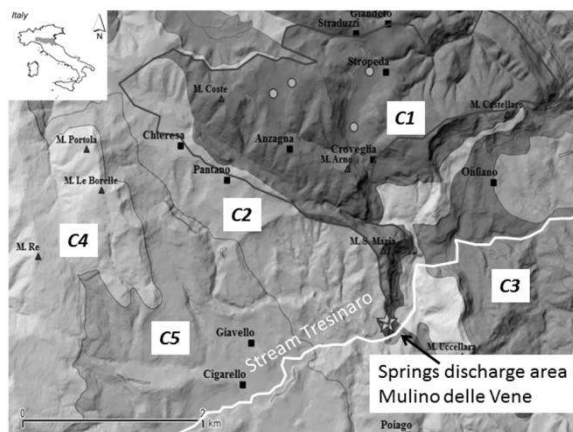 Italy
N
Giandeto
Straduzzi
Stropeda
M. Coste
C1
M. Castellaro
M. Portola
Chieresa
Anzagna
Croveglia
M. Arno
Onfiano
Pantano
M. Le Borelle
C2
C4
M. Re
M. S. Maria
C3
C5
Giavello
Stream Tresinaro
M. Uccellara
Cigarello
Springs discharge area
Mulino delle Vene
0 1 2
km
Poiago